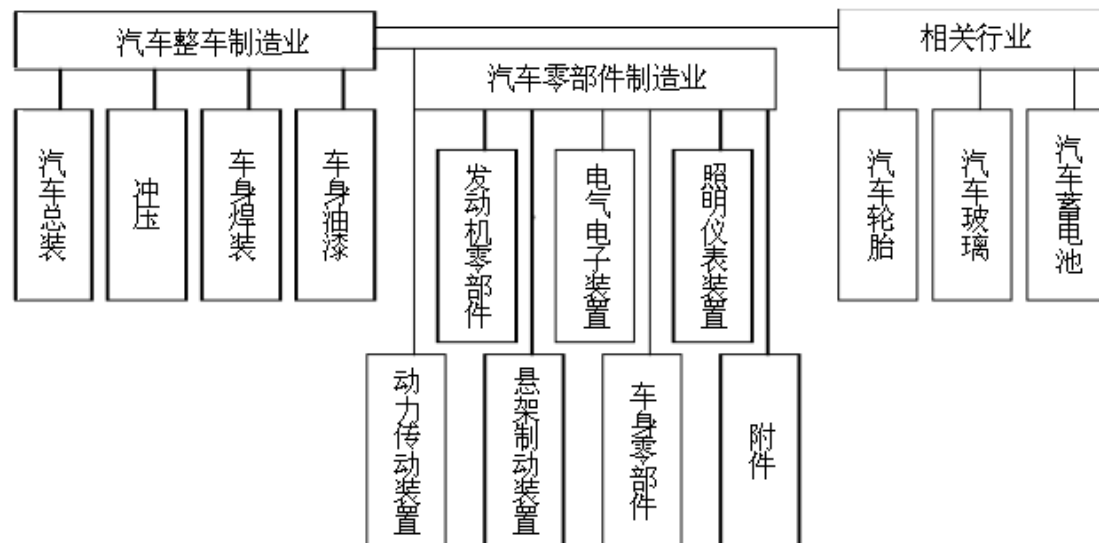 汽车整车制造业
相关行业
汽车零部件制造业
汽车总装
冲压
车身焊装
车身油漆
发动机零部件
电气电子装置
照明仪表装置
汽车轮胎
汽车玻璃
汽车蓄电池
动力传动装置
悬架制动装置
车身零部件
附件